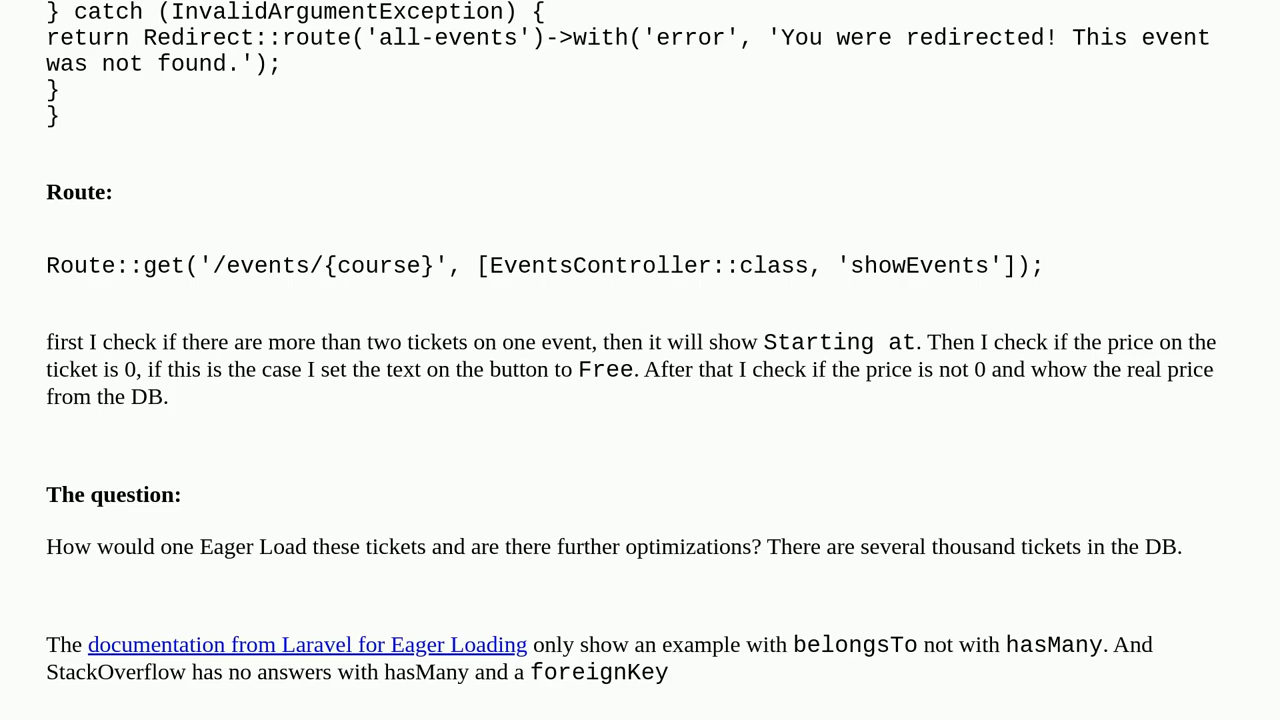 } catch (InvalidArgumentException) {
return Redirect::route('all-events')->with('error', 'You were redirected! This event
was not found.');
}
}
Route:
Route::get('/events/{course}', [EventsController::class, 'showEvents']);
first I check if there are more than two tickets on one event, then it will show Starting at. Then I check if the price on the
ticket is 0, if this is the case I set the text on the button to Free. After that I check if the price is not 0 and whow the real price
from the DB.
The question:
How would one Eager Load these tickets and are there further optimizations? There are several thousand tickets in the DB.
The documentation from Laravel for Eager Loading only show an example with belongsTo not with hasMany. And
StackOverflow has no answers with hasMany and a foreignKey